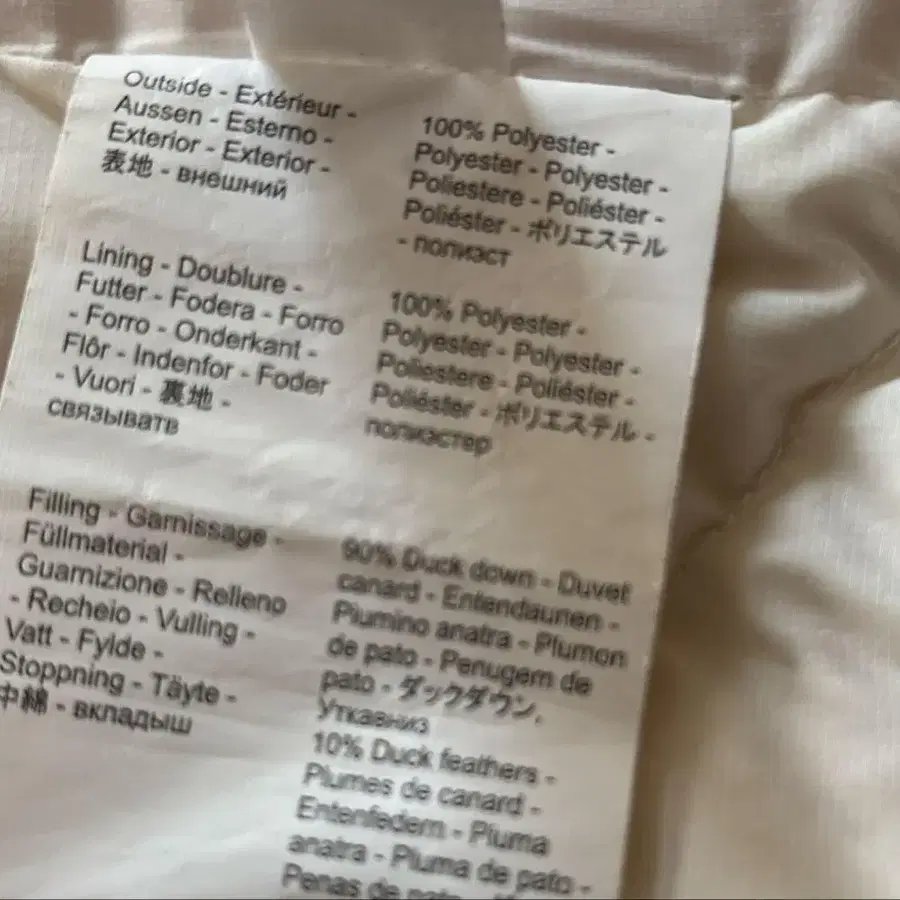 Outside - Extérieur -
Aussen - Esterno -
Exterior - Exterior -
表地 - внешний
100% Polyester -
Polyester - Polyester -
Poliestere - Poliéster -
Poliéster - ポリエステル
- полиэст
Lining - Doublure -
Futter - Fodera - Forro
- Forro - Onderkant -
Flôr - Indenfor - Foder
- Vuori - 裏地 -
связыватв
100% Polyester -
Polyester - Polyester -
Poliestere - Poliéster -
Poliéster - ポリエステル -
полиэстер
Filling - Garnissage -
Füllmaterial -
Guarnizione - Relleno
- Recheio - Vulling -
Vatt - Fylde -
Stoppning - Täyte -
中綿 - вкладыш
90% Duck down - Duvet
canard - Entendaunen -
Piumino anatra - Plumon
de pato - Penugem de
pato - ダックダウン,
Уткавниз
10% Duck feathers -
Plumes de canard -
Entenfedern - Piuma
anatra - Pluma de pato -
Penas de pato -